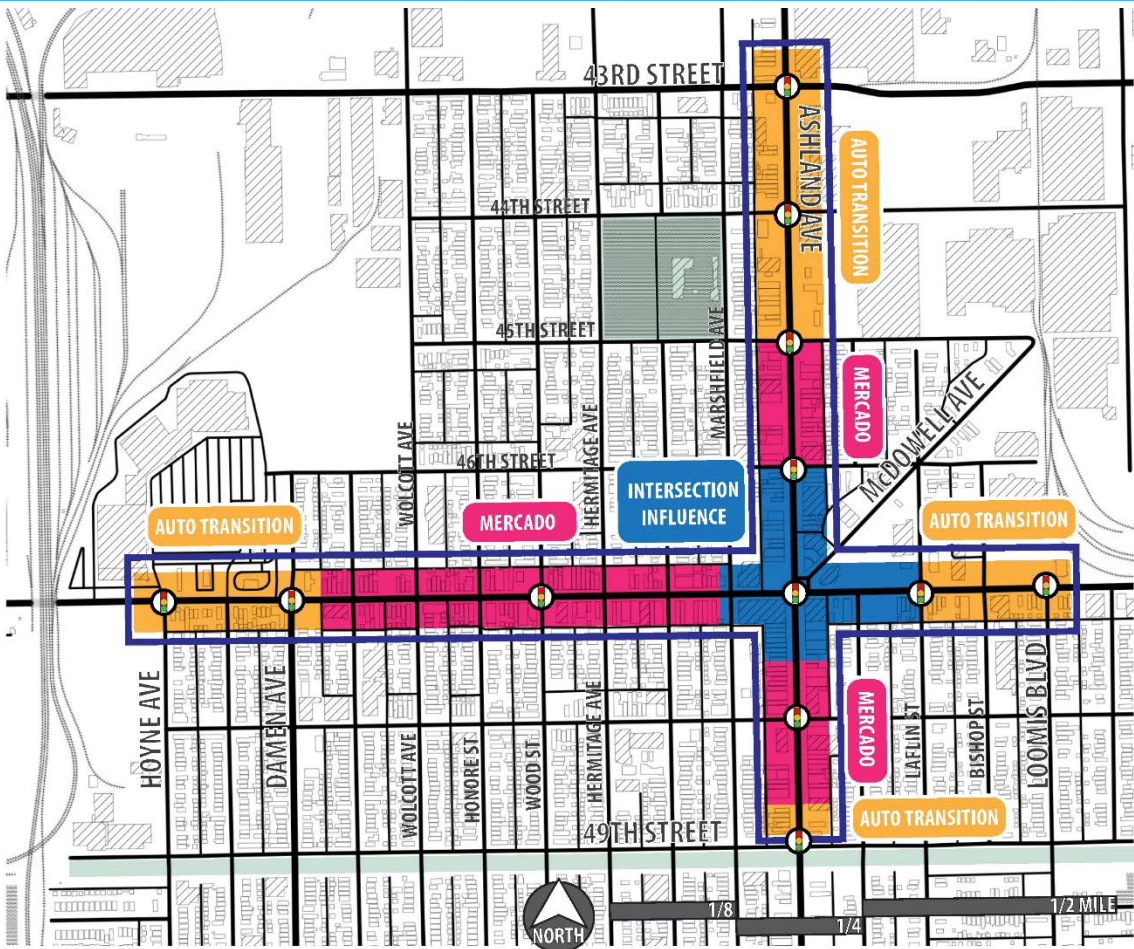 43RD STREET
ASHLAND AVE
AUTO TRANSITION
44TH STREET
45TH STREET
MARSHFIELD AVE
MERCADO
McDOWELL AVE
WOLCOTT AVE
HERMITAGE AVE
46TH STREET
INTERSECTION
INFLUENCE
AUTO TRANSITION
MERCADO
AUTO TRANSITION
HOYNE AVE
DAMEN AVE
WOLCOTT AVE
HONORE ST
WOOD ST
HERMITAGE AVE
MERCADO
LAFLIN ST
BISHOP ST
LOOMIS BLVD
49TH STREET
AUTO TRANSITION
NORTH
1/8
1/4
1/2 MILE